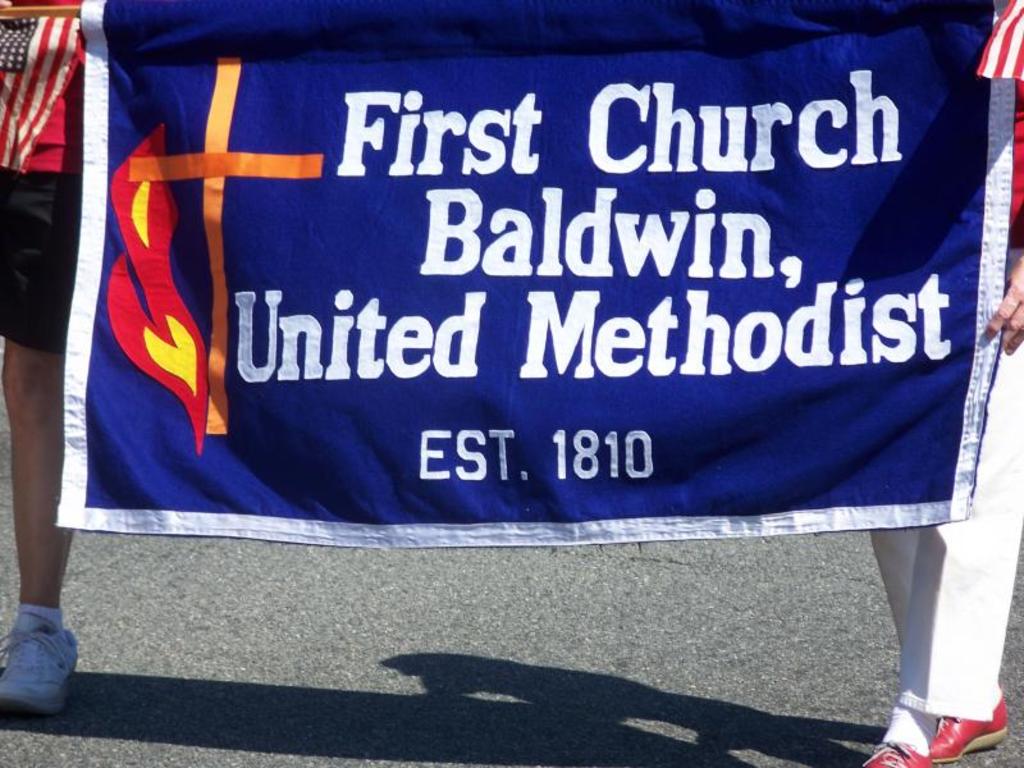 First Church
Baldwin,
United Methodist
EST. 1810